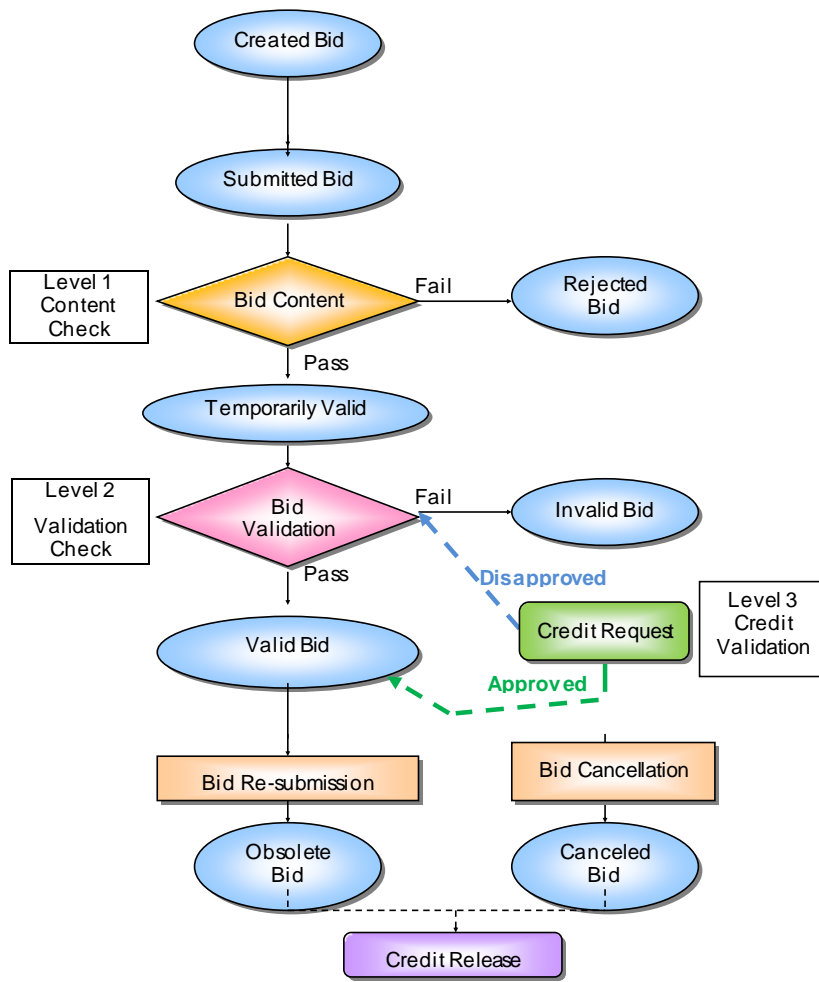 Created Bid
Submitted Bid
Level 1
Content
Check
Bid Content
Fail
Rejected
Bid
Pass
Temporarily Valid
Level 2
Validation
Check
Bid
Validation
Fail
Invalid Bid
Pass
Disapproved
Credit Request
Level 3
Credit
Validation
Valid Bid
Approved
Bid Re-submission
Bid Cancellation
Obsolete
Bid
Canceled
Bid
Credit Release